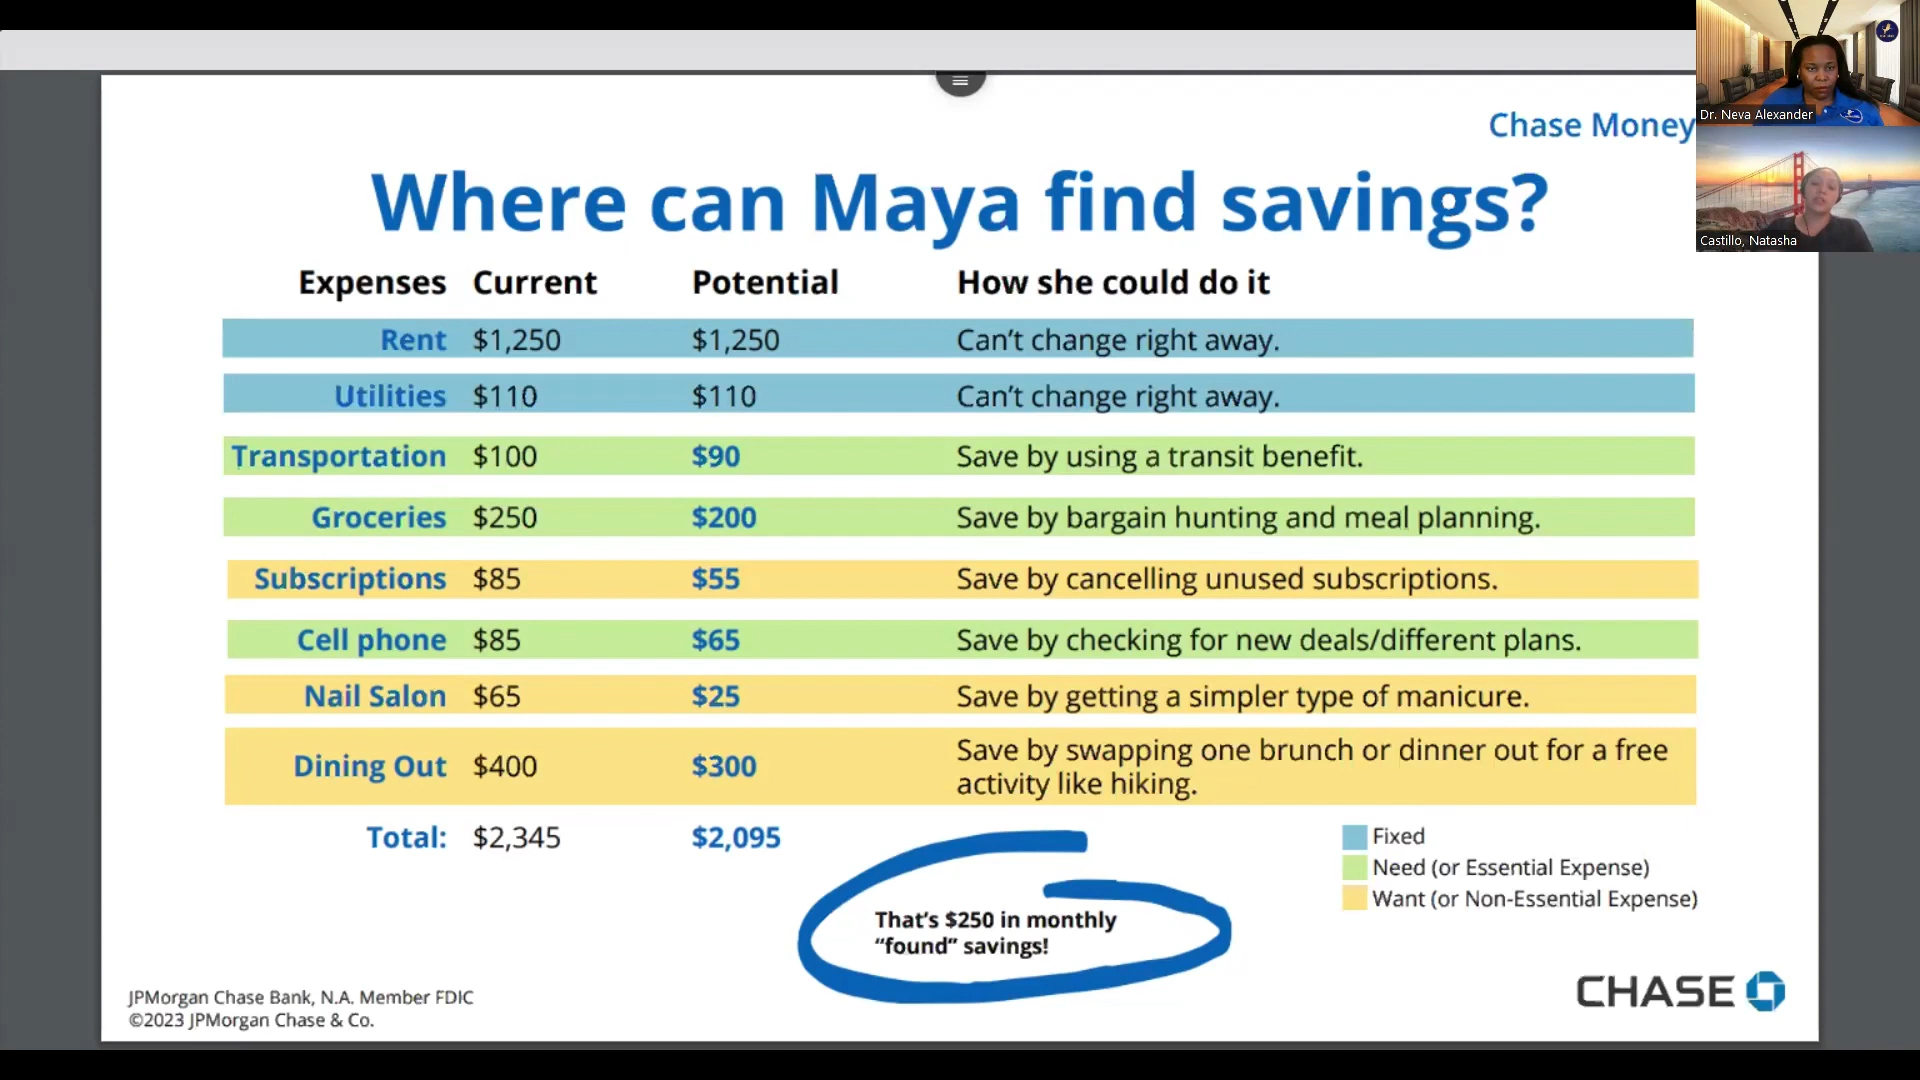 Chase Money
Where can Maya find savings?
Expenses Current Potential How she could do it
Rent $1,250 $1,250 Can't change right away.
Utilities $110 $110 Can't change right away.
Transportation $100 $90 Save by using a transit benefit.
Groceries $250 $200 Save by bargain hunting and meal planning.
Subscriptions $85 $55 Save by cancelling unused subscriptions.
Cell phone $85 $65 Save by checking for new deals/different plans.
Nail Salon $65 $25 Save by getting a simpler type of manicure.
Dining Out $400 $300 Save by swapping one brunch or dinner out for a free
activity like hiking.
Total: $2,345 $2,095
Fixed
Need (or Essential Expense)
Want (or Non-Essential Expense)
That's $250 in monthly
“found” savings!
JPMorgan Chase Bank, N.A. Member FDIC
©2023 JPMorgan Chase & Co.
CHASE
Dr. Neva Alexander
Castillo, Natasha